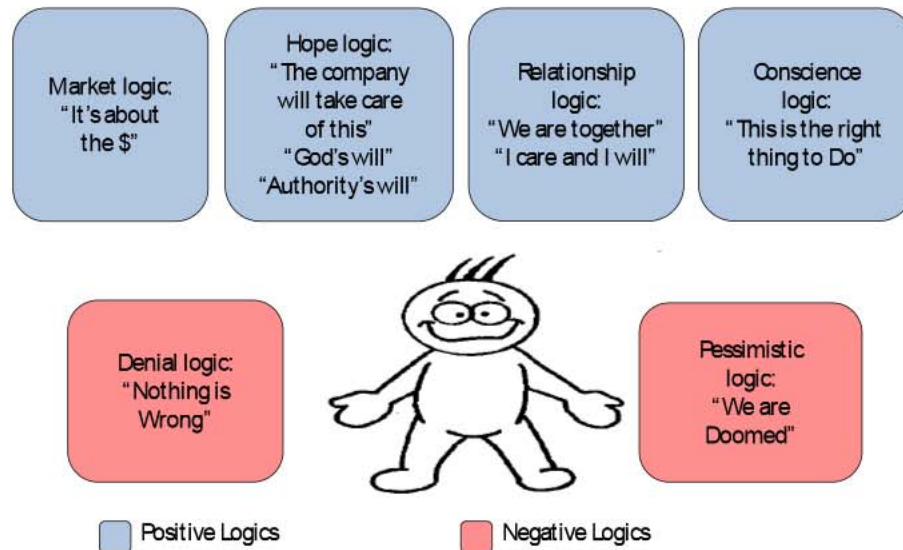 Market logic:
“It’s about
the $”
Hope logic:
“The company
will take care
of this”
“God’s will”
“Authority’s will”
Relationship
logic:
“We are together”
“I care and I will”
Conscience
logic:
“This is the right
thing to Do”
Denial logic:
“Nothing is
Wrong”
Pessimistic
logic:
“We are
Doomed”
Positive Logics
Negative Logics